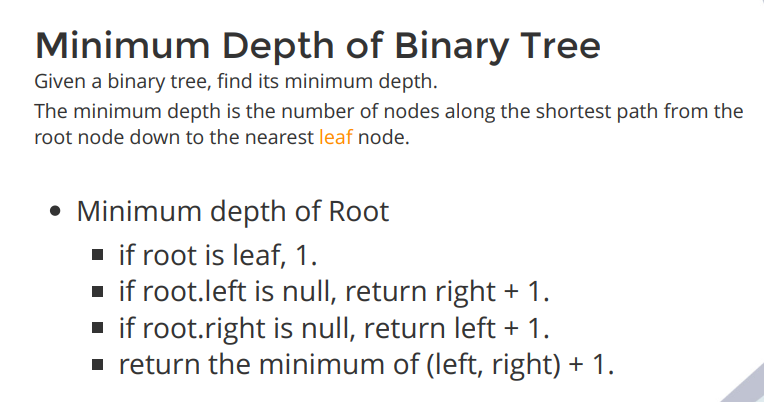 Minimum Depth of Binary Tree
Given a binary tree, find its minimum depth.
The minimum depth is the number of nodes along the shortest path from the
root node down to the nearest leaf node.
• Minimum depth of Root
▪ if root is leaf, 1.
▪ if root.left is null, return right + 1.
▪ if root.right is null, return left + 1.
▪ return the minimum of (left, right) + 1.